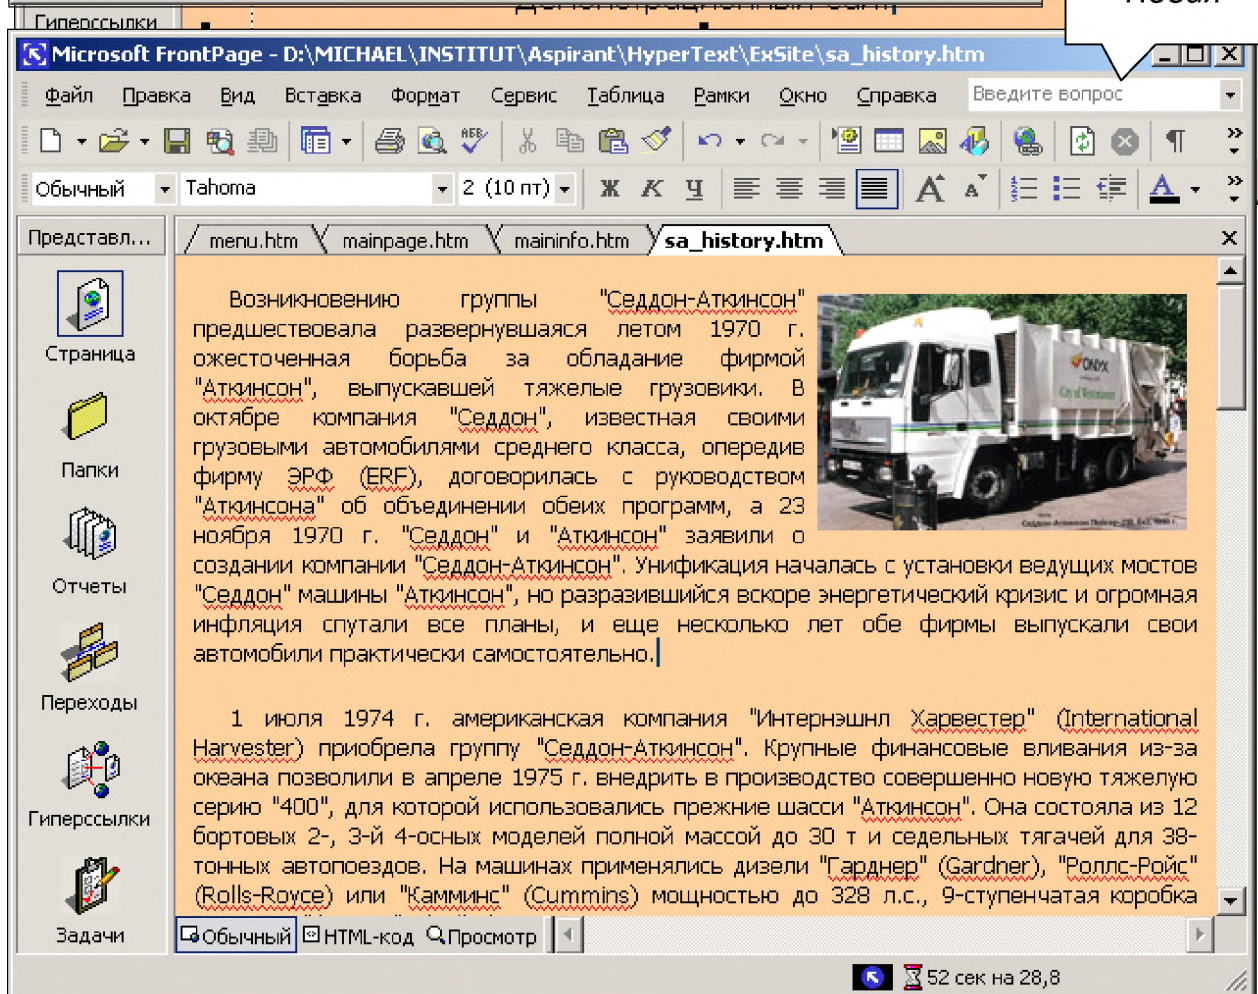 Гиперссылки
Microsoft FrontPage - D:\MICHAEL\INSTITUT\Aspirant\HyperText\ExSite\sa_history.htm
Файл Правка Вид Вставка Формат Сервис Таблица Рамки Окно Справка Введите вопрос
Обычный Tahoma 2 (10 пт) Ж К Ч
Представл...
menu.htm mainpage.htm maininfo.htm sa_history.htm
Страница
Папки
Отчеты
Переходы
Гиперссылки
Задачи
Возникновению группы "Седдон-Аткинсон"
предшествовала развернувшаяся летом 1970 г.
ожесточенная борьба за обладание фирмой
"Аткинсон", выпускавшей тяжелые грузовики. В
октябре компания "Седдон", известная своими
грузовыми автомобилями среднего класса, опередив
фирму ЭРФ (ERF), договорилась с руководством
"Аткинсона" об объединении обеих программ, а 23
ноября 1970 г. "Седдон" и "Аткинсон" заявили о
создании компании "Седдон-Аткинсон". Унификация началась с установки ведущих мостов
"Седдон" машины "Аткинсон", но разразившийся вскоре энергетический кризис и огромная
инфляция спутали все планы, и еще несколько лет обе фирмы выпускали свои
автомобили практически самостоятельно.
ONYX
City of Westminster
1 июля 1974 г. американская компания "Интернэшнл Харвестер" (International
Harvester) приобрела группу "Седдон-Аткинсон". Крупные финансовые вливания из-за
океана позволили в апреле 1975 г. внедрить в производство совершенно новую тяжелую
серию "400", для которой использовались прежние шасси "Аткинсон". Она состояла из 12
бортовых 2-, 3-й 4-осных моделей полной массой до 30 т и седельных тягачей для 38-
тонных автопоездов. На машинах применялись дизели "Гарднер" (Gardner), "Роллс-Ройс"
(Rolls-Royce) или "Камминс" (Cummins) мощностью до 328 л.с., 9-ступенчатая коробка
Обычный HTML-код Просмотр
52 сек на 28,8